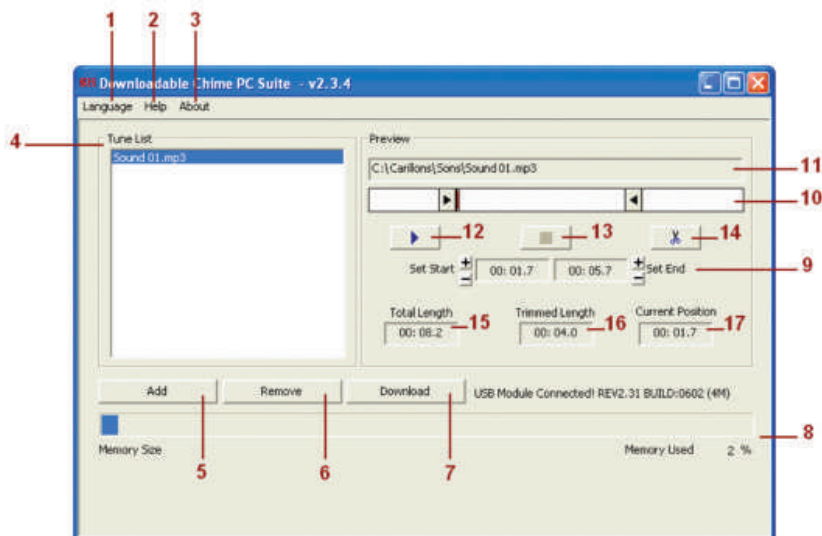 1 2 3
Downloadable Chime PC Suite - v2.3.4
Language Help About
4 Tune List Preview
Sound 01.mp3
C:\Carillons\Sons\Sound 01.mp3 11
10
12 13 14
Set Start + - 00: 01.7 00: 05.7 + - Set End 9
Total Length Trimmed Length Current Position
00: 08.2 15 00: 04.0 16 00: 01.7 17
Add Remove Download USB Module Connected! REV2.31 BUILD:0602 (4M)
8
Memory Size 5 6 7 Memory Used 2 %